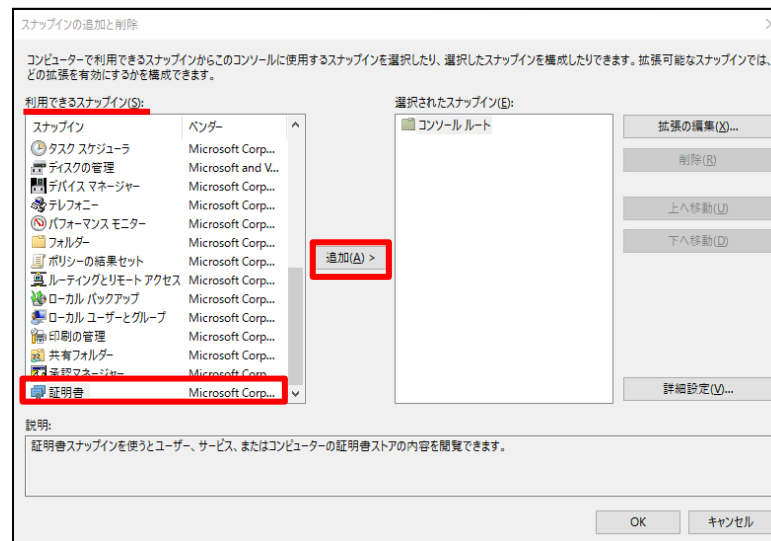 スナップインの追加と削除
コンピューターで利用できるスナップインからこのコンソールに使用するスナップインを選択したり、選択したスナップインを構成したりできます。拡張可能なスナップインでは、
どの拡張を有効にするかを構成できます。
利用できるスナップイン(S):
スナップイン ベンダー
タスク スケジューラ Microsoft Corp...
ディスクの管理 Microsoft and V...
デバイス マネージャー Microsoft Corp...
テレフォニー Microsoft Corp...
パフォーマンス モニター Microsoft Corp...
フォルダー Microsoft Corp...
ポリシーの結果セット Microsoft Corp...
ルーティングとリモート アクセス Microsoft Corp...
ローカル バックアップ Microsoft Corp...
ローカル ユーザーとグループ Microsoft Corp...
印刷の管理 Microsoft Corp...
共有フォルダー Microsoft Corp...
承認マネージャー Microsoft Corp...
証明書 Microsoft Corp...
追加(A) >
選択されたスナップイン(E):
コンソール ルート
拡張の編集(X)...
削除(R)
上へ移動(U)
下へ移動(D)
詳細設定(V)...
説明:
証明書スナップインを使うとユーザー、サービス、またはコンピューターの証明書ストアの内容を閲覧できます。
OK
キャンセル